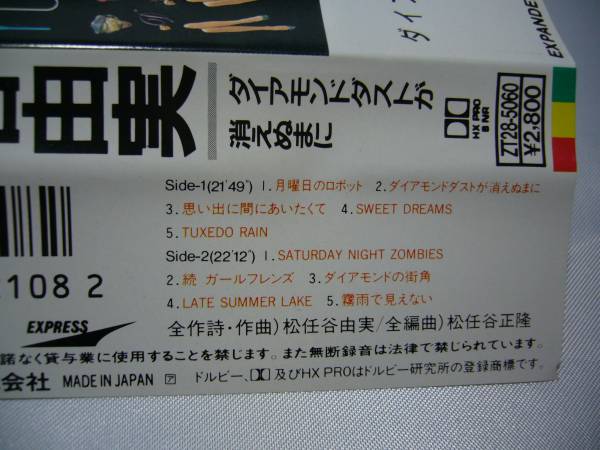 ダイ
EXPANDE
由実
ダイアモンドダストが
消えぬまに
HX PRO
B NR
ZT28-5060
¥2,800
Side-1(21'49") 1.月曜日のロボット 2.ダイアモンドダストが消えぬまに
3.思い出に間にあいたくて 4.SWEET DREAMS
5.TUXEDO RAIN
Side-2(22'12") 1.SATURDAY NIGHT ZOMBIES
2.続 ガールフレンズ 3.ダイアモンドの街角
4.LATE SUMMER LAKE 5.霧雨で見えない
108 2
EXPRESS
全作詩・作曲)松任谷由実/全編曲)松任谷正隆
諾なく賃与業に使用することを禁じます。また無断録音は法律で禁じられています。
会社 MADE IN JAPAN ア ドルビー、及びHX PROはドルビー研究所の登録商標です。